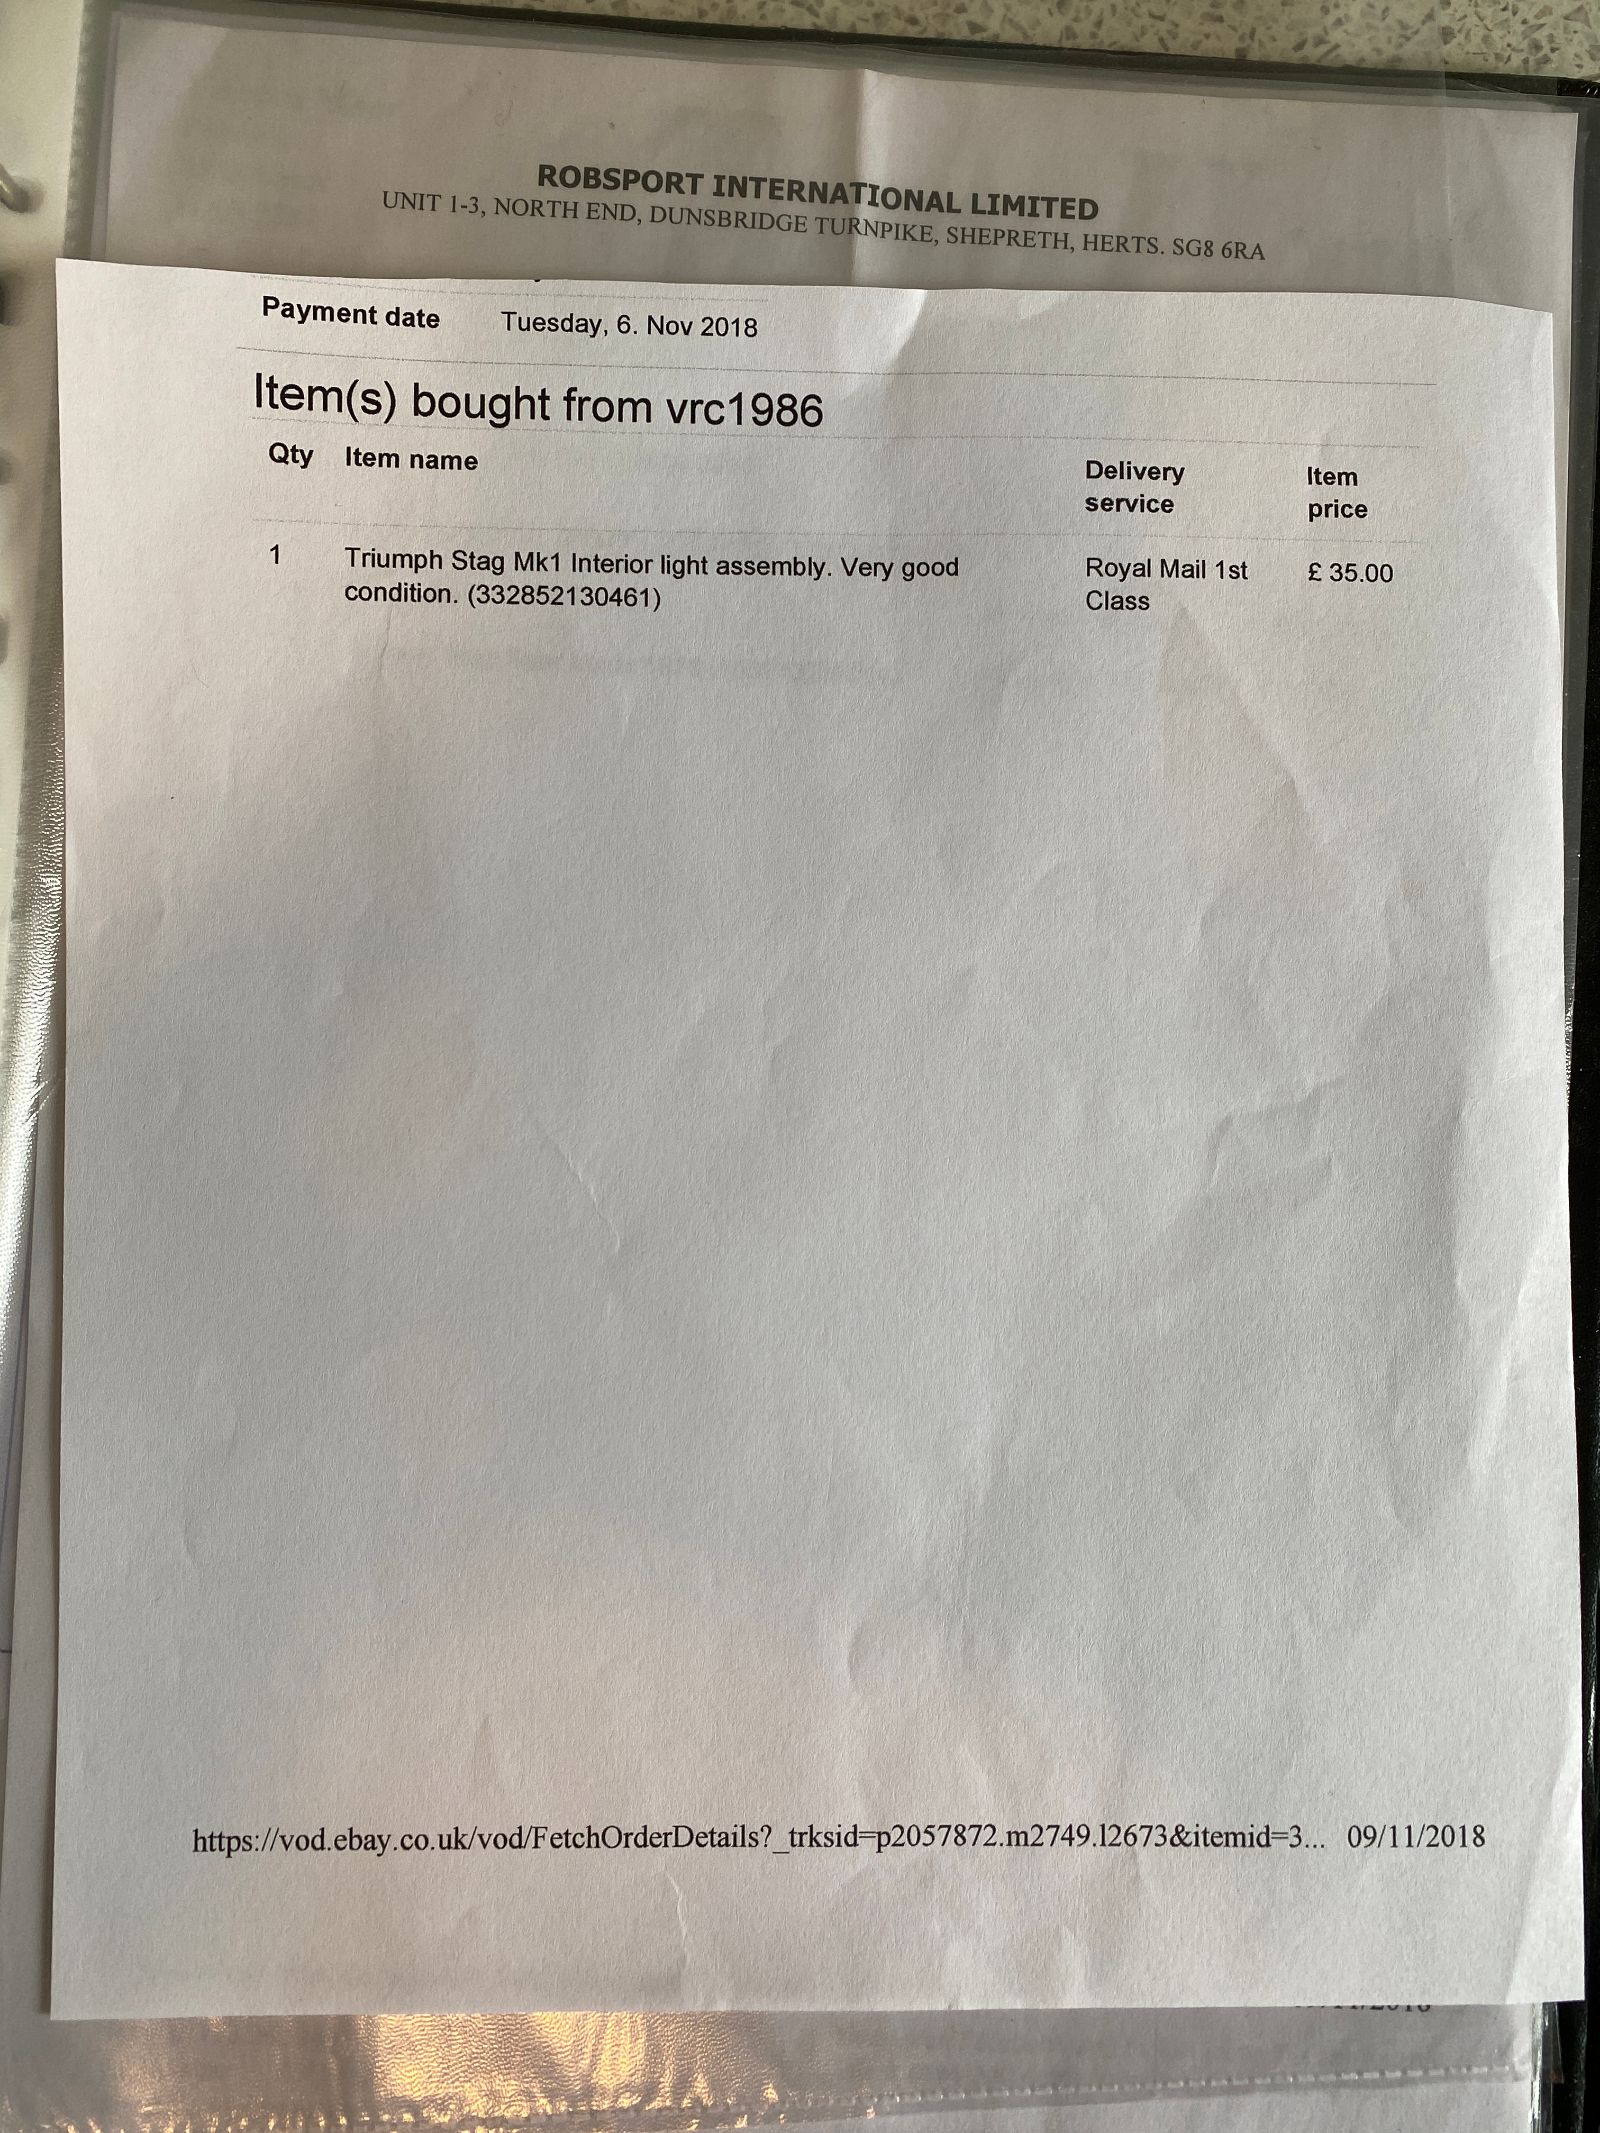 ROBSPORT INTERNATIONAL LIMITED
UNIT 1-3, NORTH END, DUNSBRIDGE TURNPIKE, SHEPRETH, HERTS. SG8 6RA
Payment date Tuesday, 6. Nov 2018
Item(s) bought from vrc1986
Qty Item name Delivery service Item price
1 Triumph Stag Mk1 Interior light assembly. Very good condition. (332852130461) Royal Mail 1st Class £ 35.00
https://vod.ebay.co.uk/vod/FetchOrderDetails?_trksid=p2057872.m2749.l2673&itemid=3... 09/11/2018